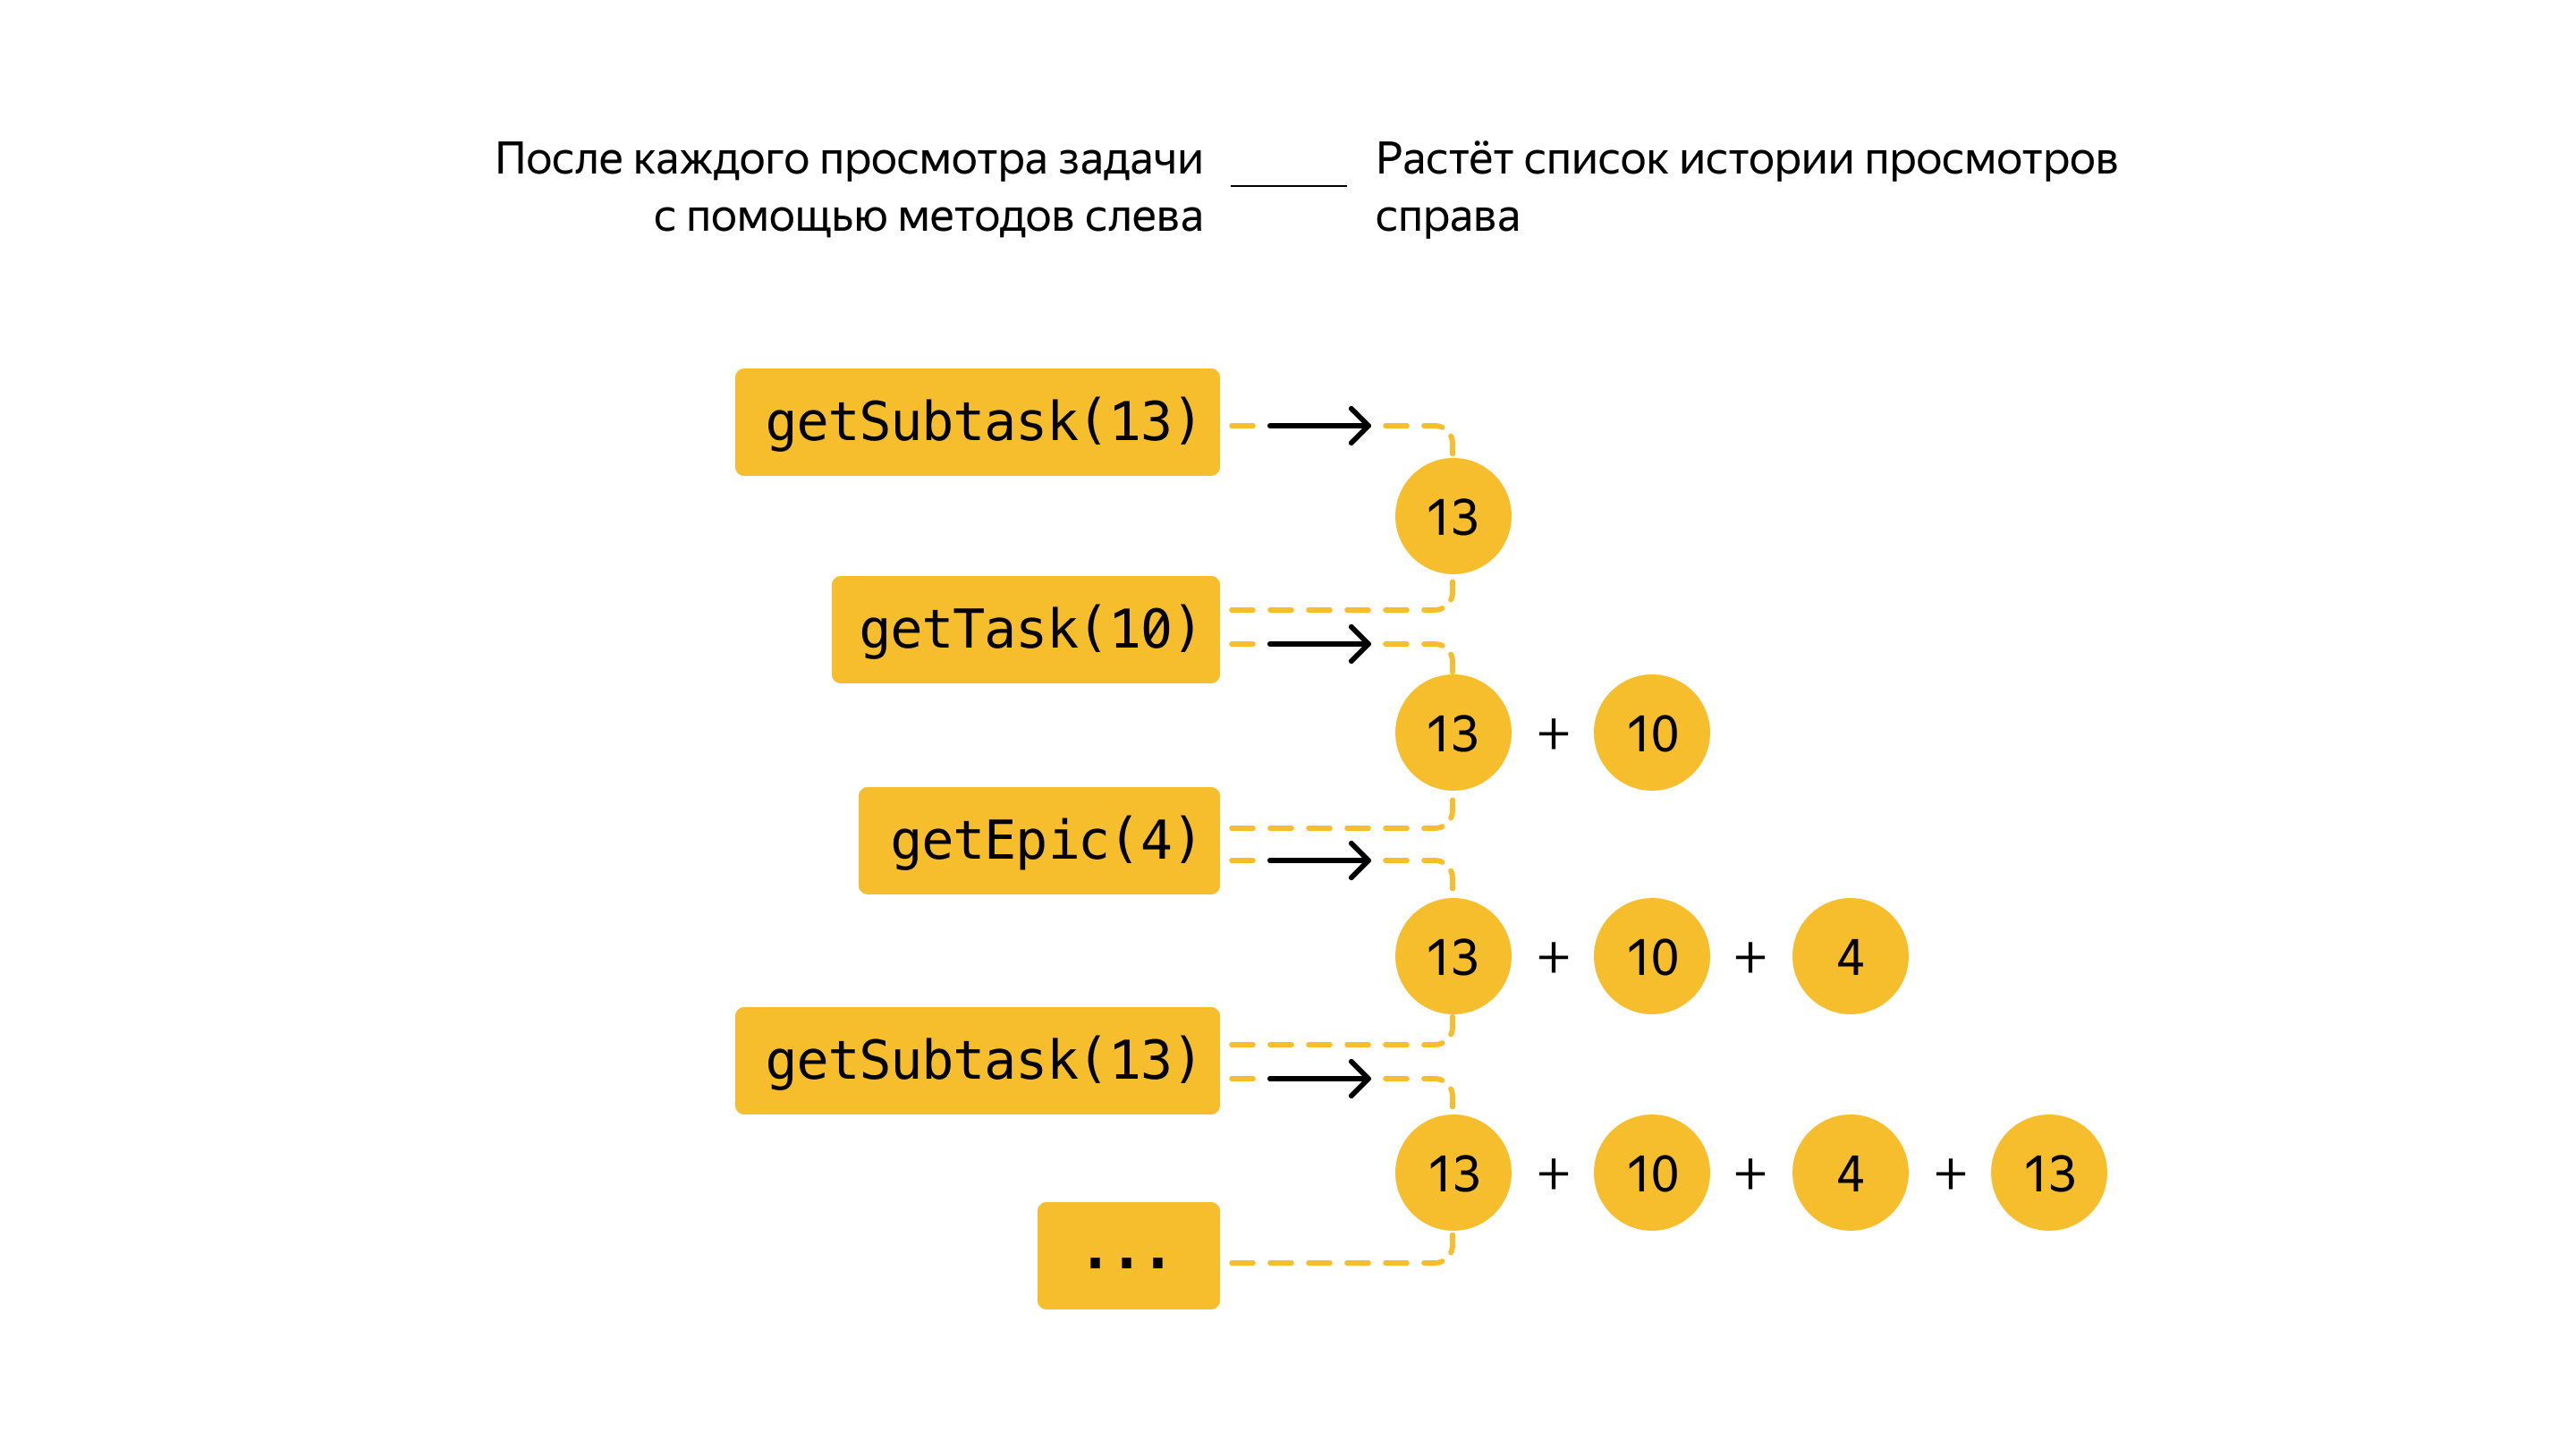 После каждого просмотра задачи
с помощью методов слева
Растёт список истории просмотров
справа
getSubtask(13)
13
getTask(10)
13 + 10
getEpic(4)
13 + 10 + 4
getSubtask(13)
13 + 10 + 4 + 13
...